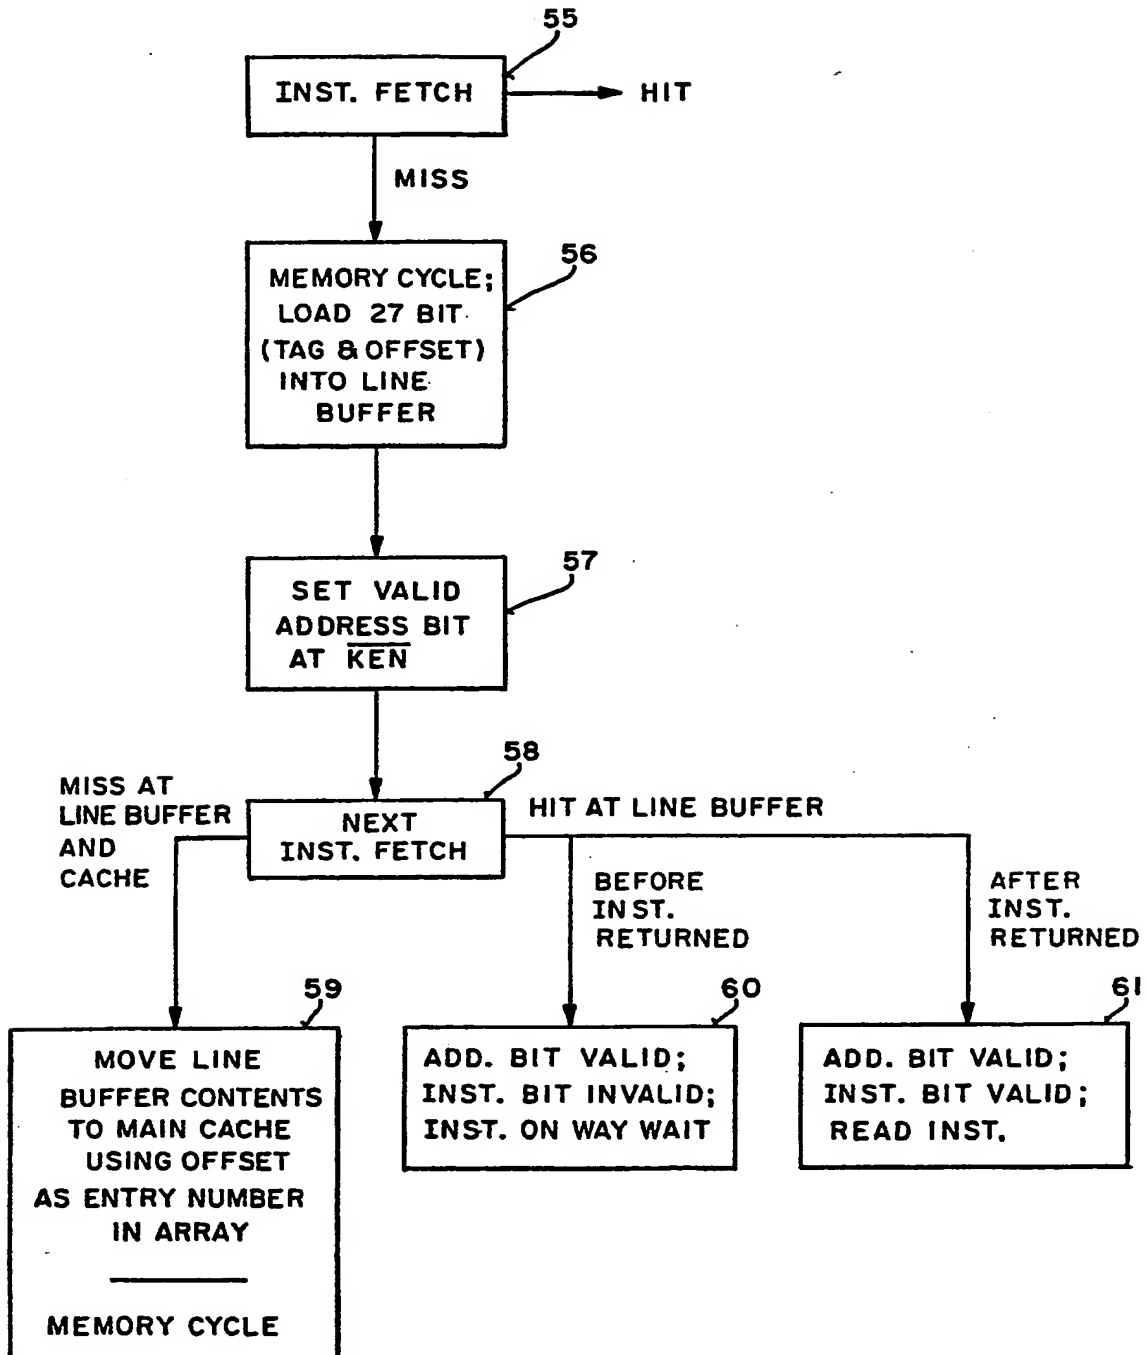 55
INST. FETCH
HIT
MISS
56
MEMORY CYCLE;
LOAD 27 BIT
(TAG & OFFSET)
INTO LINE
BUFFER
57
SET VALID
ADDRESS BIT
AT KEN
58
MISS AT
LINE BUFFER
AND
CACHE
NEXT
INST. FETCH
HIT AT LINE BUFFER
BEFORE
INST.
RETURNED
AFTER
INST.
RETURNED
59
MOVE LINE
BUFFER CONTENTS
TO MAIN CACHE
USING OFFSET
AS ENTRY NUMBER
IN ARRAY
MEMORY CYCLE
60
ADD. BIT VALID;
INST. BIT INVALID;
INST. ON WAY WAIT
61
ADD. BIT VALID;
INST. BIT VALID;
READ INST.